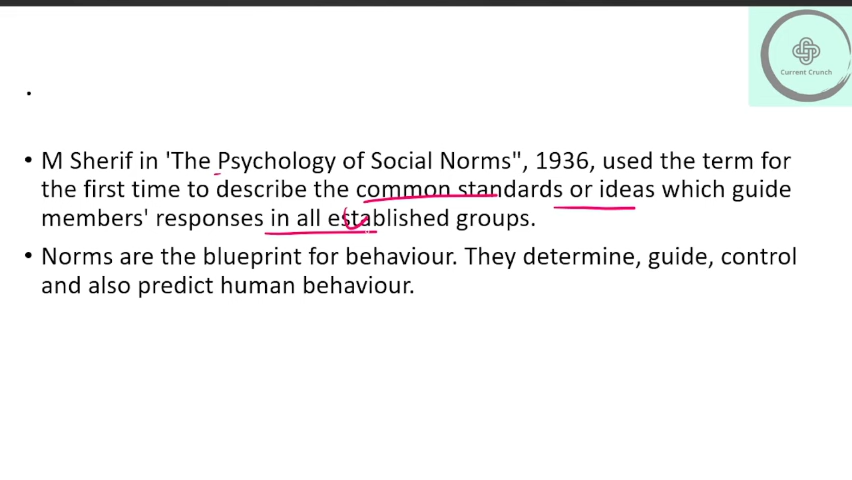 Current Crunch
.
• M Sherif in 'The Psychology of Social Norms", 1936, used the term for
the first time to describe the common standards or ideas which guide
members' responses in all established groups.
• Norms are the blueprint for behaviour. They determine, guide, control
and also predict human behaviour.